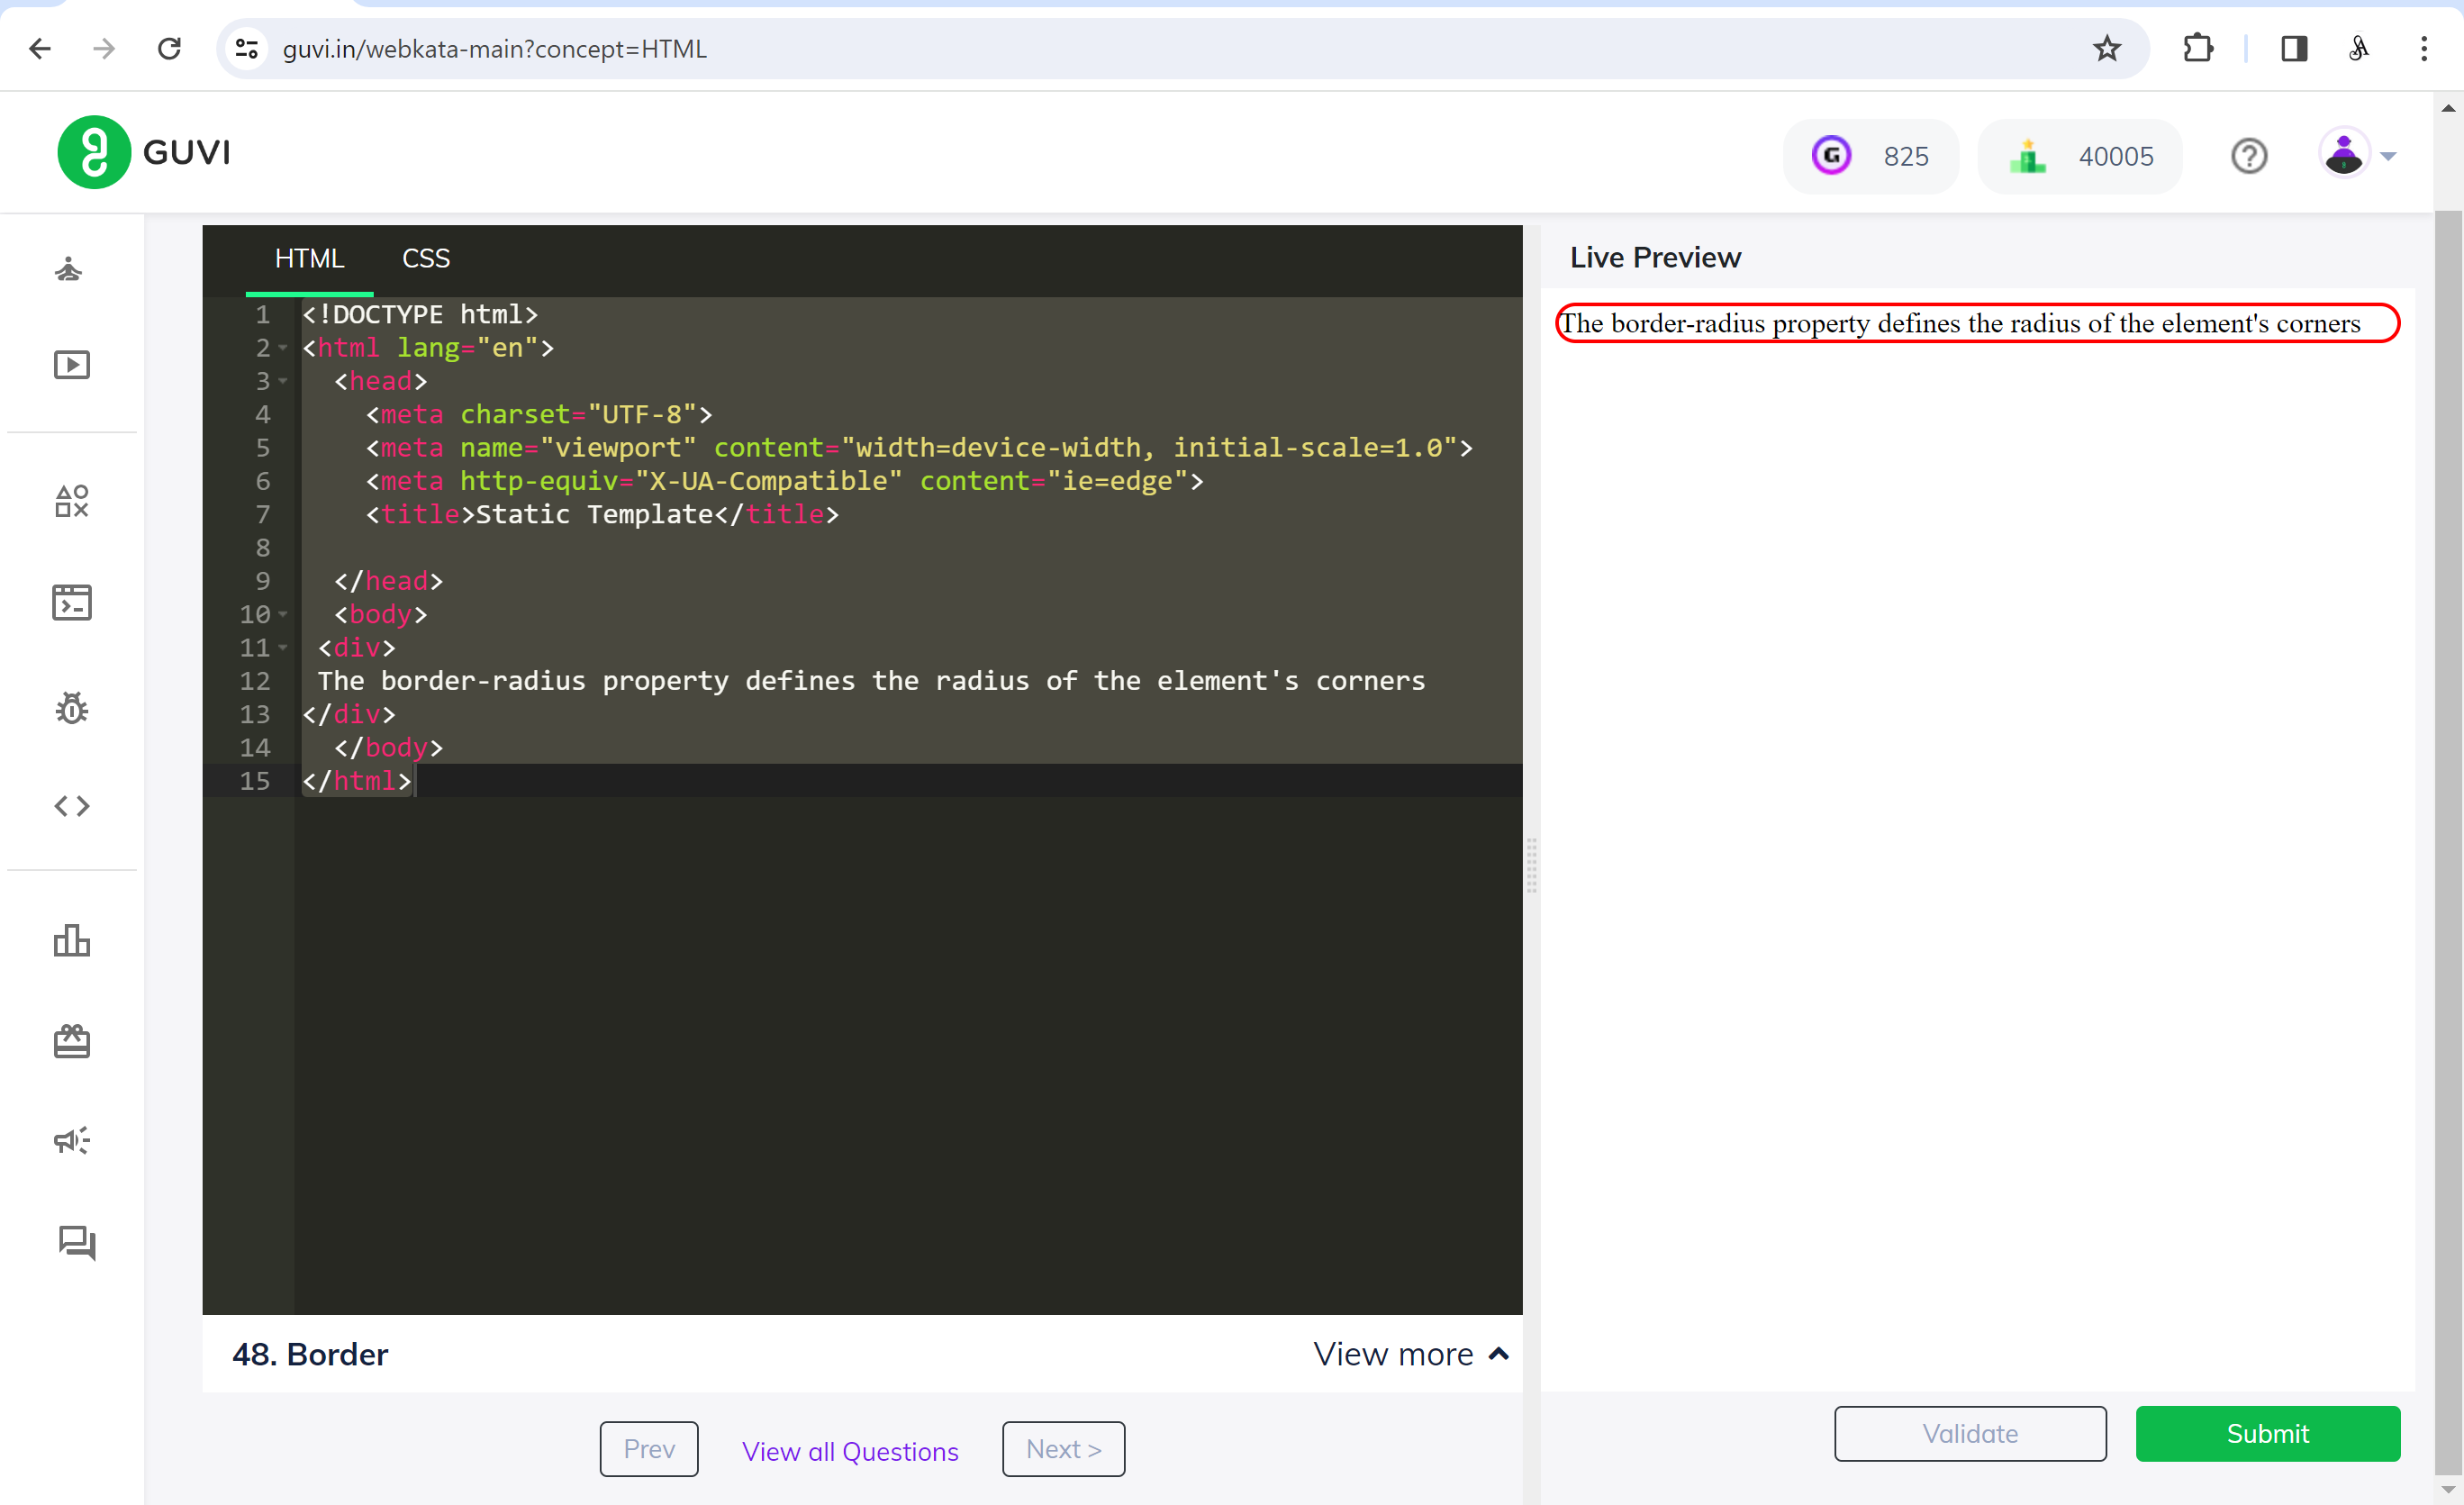 guvi.in/webkata-main?concept=HTML
GUVI
G 825 1 40005
HTML CSS
Live Preview
1 <!DOCTYPE html>
2 <html lang="en">
3 <head>
4 <meta charset="UTF-8">
5 <meta name="viewport" content="width=device-width, initial-scale=1.0">
6 <meta http-equiv="X-UA-Compatible" content="ie=edge">
7 <title>Static Template</title>
8
9 </head>
10 <body>
11 <div>
12 The border-radius property defines the radius of the element's corners
13 </div>
14 </body>
15 </html>
The border-radius property defines the radius of the element's corners
48. Border View more
Prev View all Questions Next >
Validate Submit